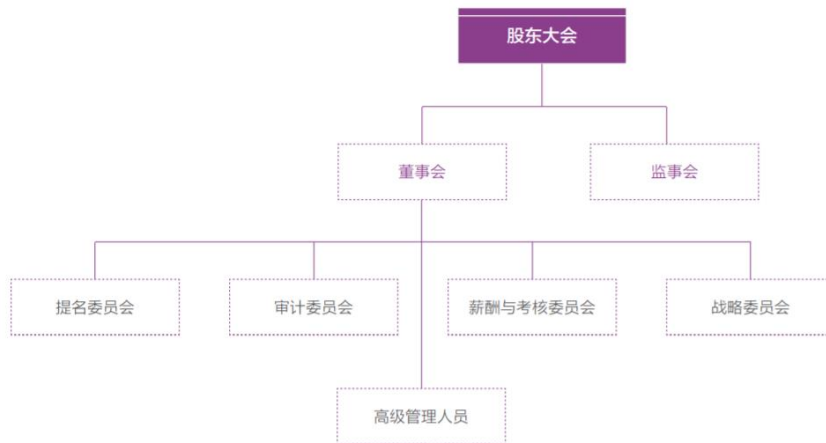 股东大会
董事会
监事会
提名委员会
审计委员会
薪酬与考核委员会
战略委员会
高级管理人员